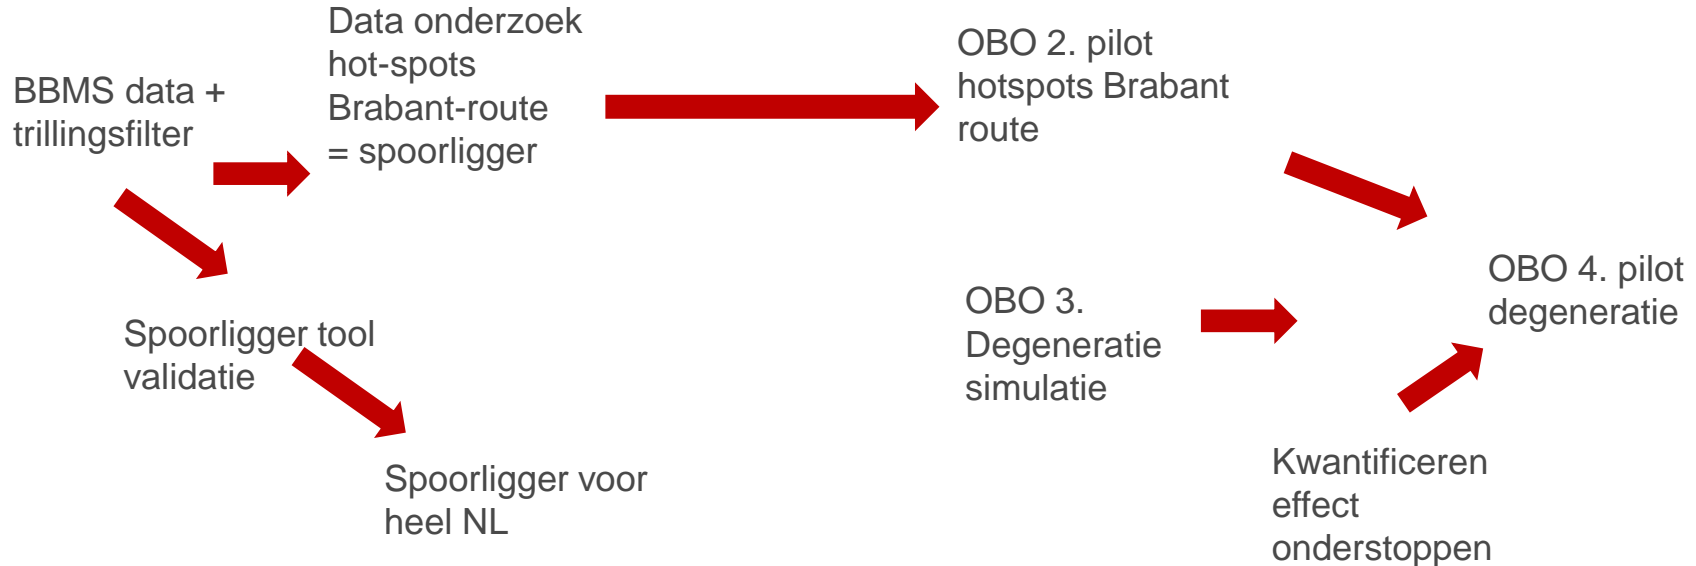 BBMS data +
trillingsfilter
Data onderzoek
hot-spots
Brabant-route
= spoorligger
OBO 2. pilot
hotspots Brabant
route
Spoorligger tool
validatie
Spoorligger voor
heel NL
OBO 3.
Degeneratie
simulatie
OBO 4. pilot
degeneratie
Kwantificeren
effect
onderstoppen